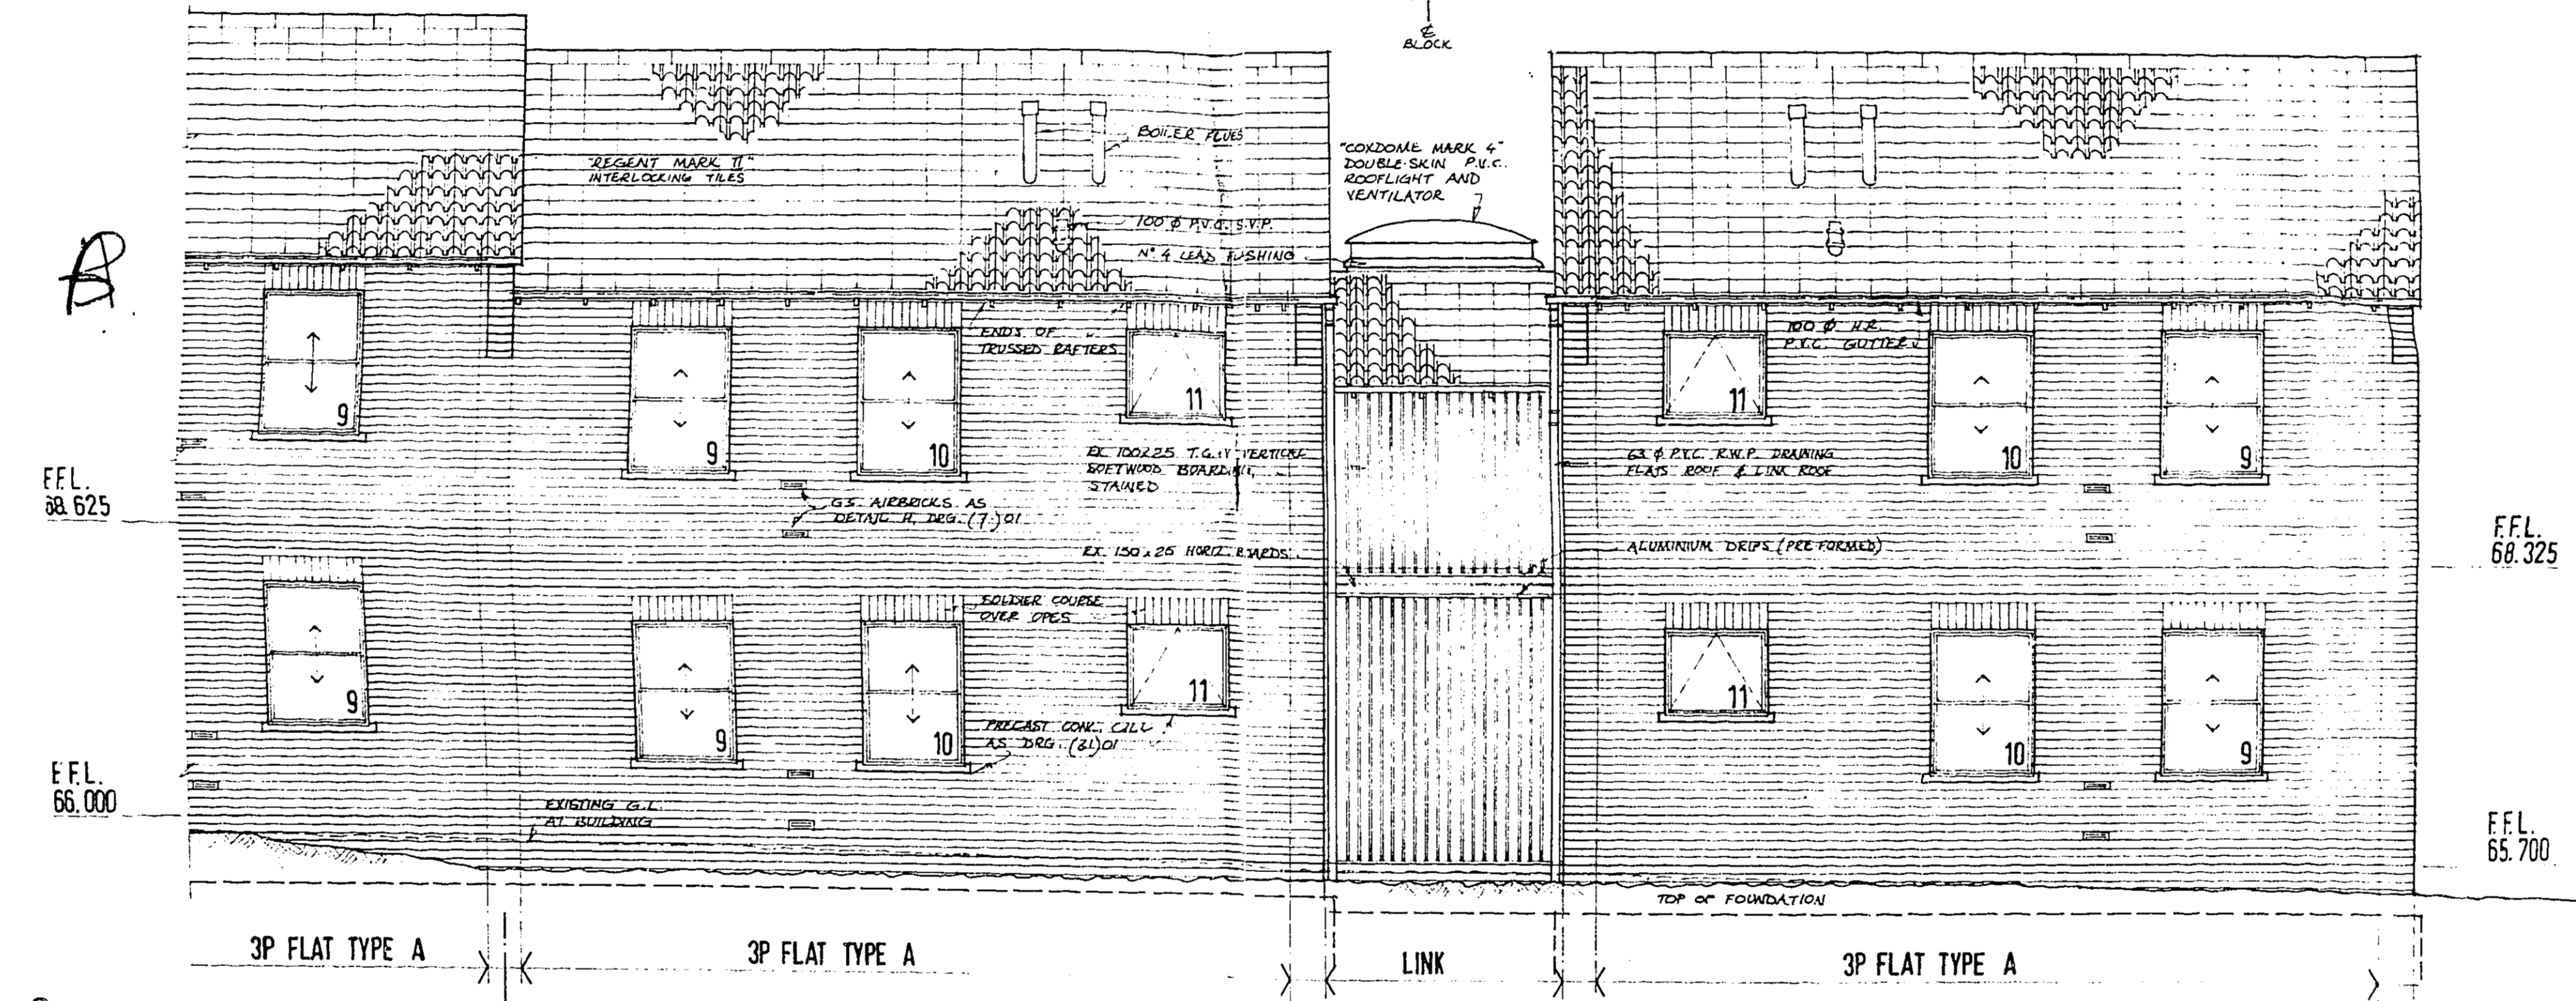 ℄
BLOCK
BOILER FLUES
"REGENT MARK II"
INTERLOCKING TILES
"COXDOME MARK 4"
DOUBLE-SKIN P.V.C.
ROOFLIGHT AND
VENTILATOR
100 ϕ P.V.C. S.V.P.
Nº 4 LEAD FLASHING
ENDS OF
TRUSSED RAFTERS
100 ϕ H.R.
P.V.C. GUTTER
9
9
10
11
11
10
9
EX. 100x25 T.G.&V. VERTICAL
SOFTWOOD BOARDING,
STAINED
63 ϕ P.V.C. R.W.P. DRAINING
FLATS ROOF & LINK ROOF
F.F.L.
68.625
G.S. AIRBRICKS AS
DETAIL H, DRG. (7-)01
EX. 150 x 25 HORIZ. BOARDS
ALUMINIUM DRIPS (PRE-FORMED)
F.F.L.
68.325
SOLDIER COURSE
OVER OPES
9
9
10
11
11
10
9
PRECAST CONC. CILL
AS DRG. (31)01
F.F.L.
66.000
EXISTING G.L.
AT BUILDING
F.F.L.
65.700
TOP OF FOUNDATION
3P FLAT TYPE A
3P FLAT TYPE A
LINK
3P FLAT TYPE A